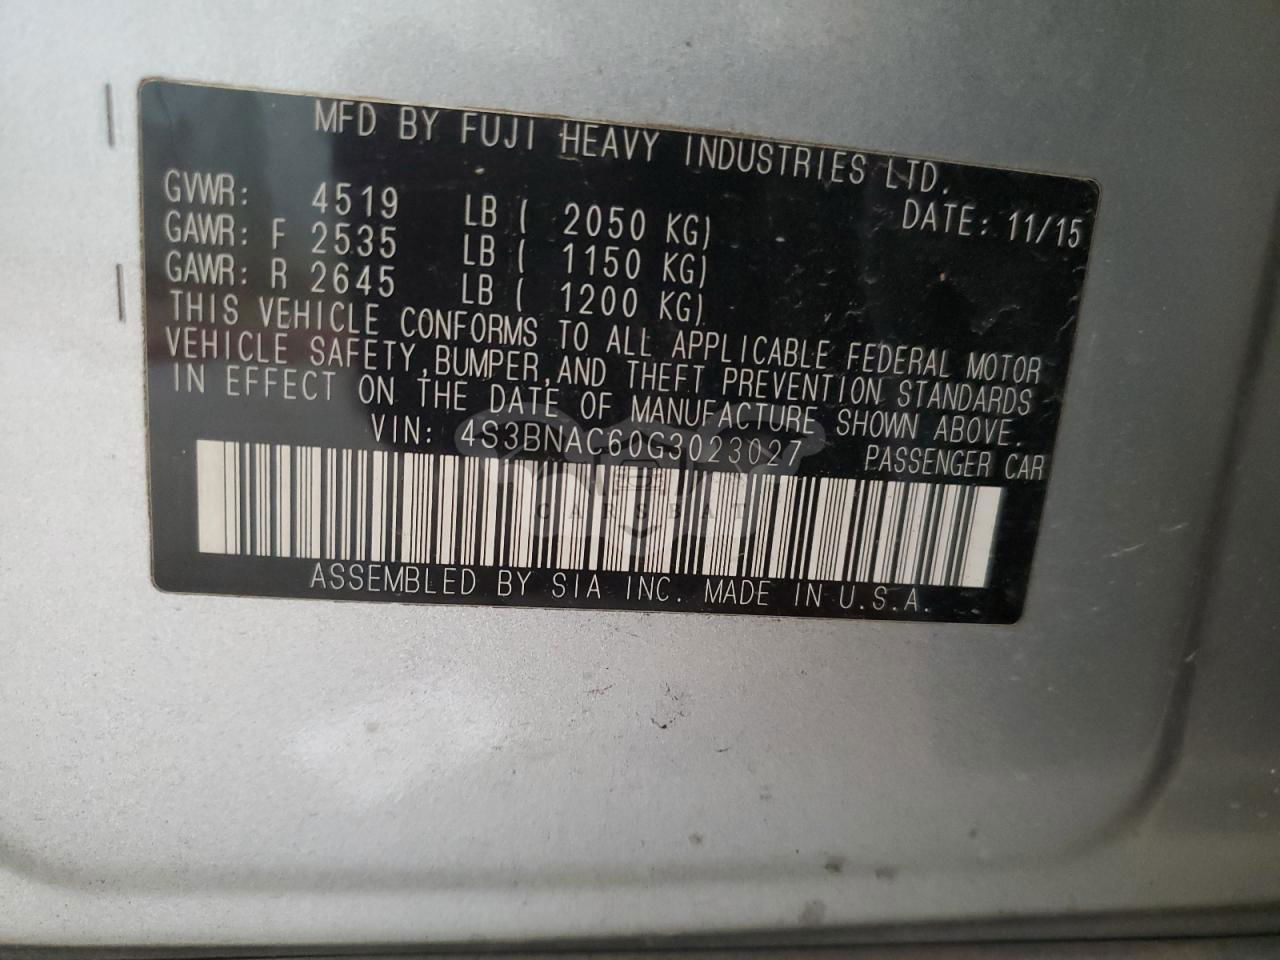 MFD BY FUJI HEAVY INDUSTRIES LTD.
DATE: 11/15
GVWR: 4519 LB ( 2050 KG)
GAWR: F 2535 LB ( 1150 KG)
GAWR: R 2645 LB ( 1200 KG)
THIS VEHICLE CONFORMS TO ALL APPLICABLE FEDERAL MOTOR
VEHICLE SAFETY, BUMPER, AND THEFT PREVENTION STANDARDS
IN EFFECT ON THE DATE OF MANUFACTURE SHOWN ABOVE.
VIN: 4S3BNAC60G3023027 PASSENGER CAR
CARSBAT
ASSEMBLED BY SIA INC. MADE IN U.S.A.